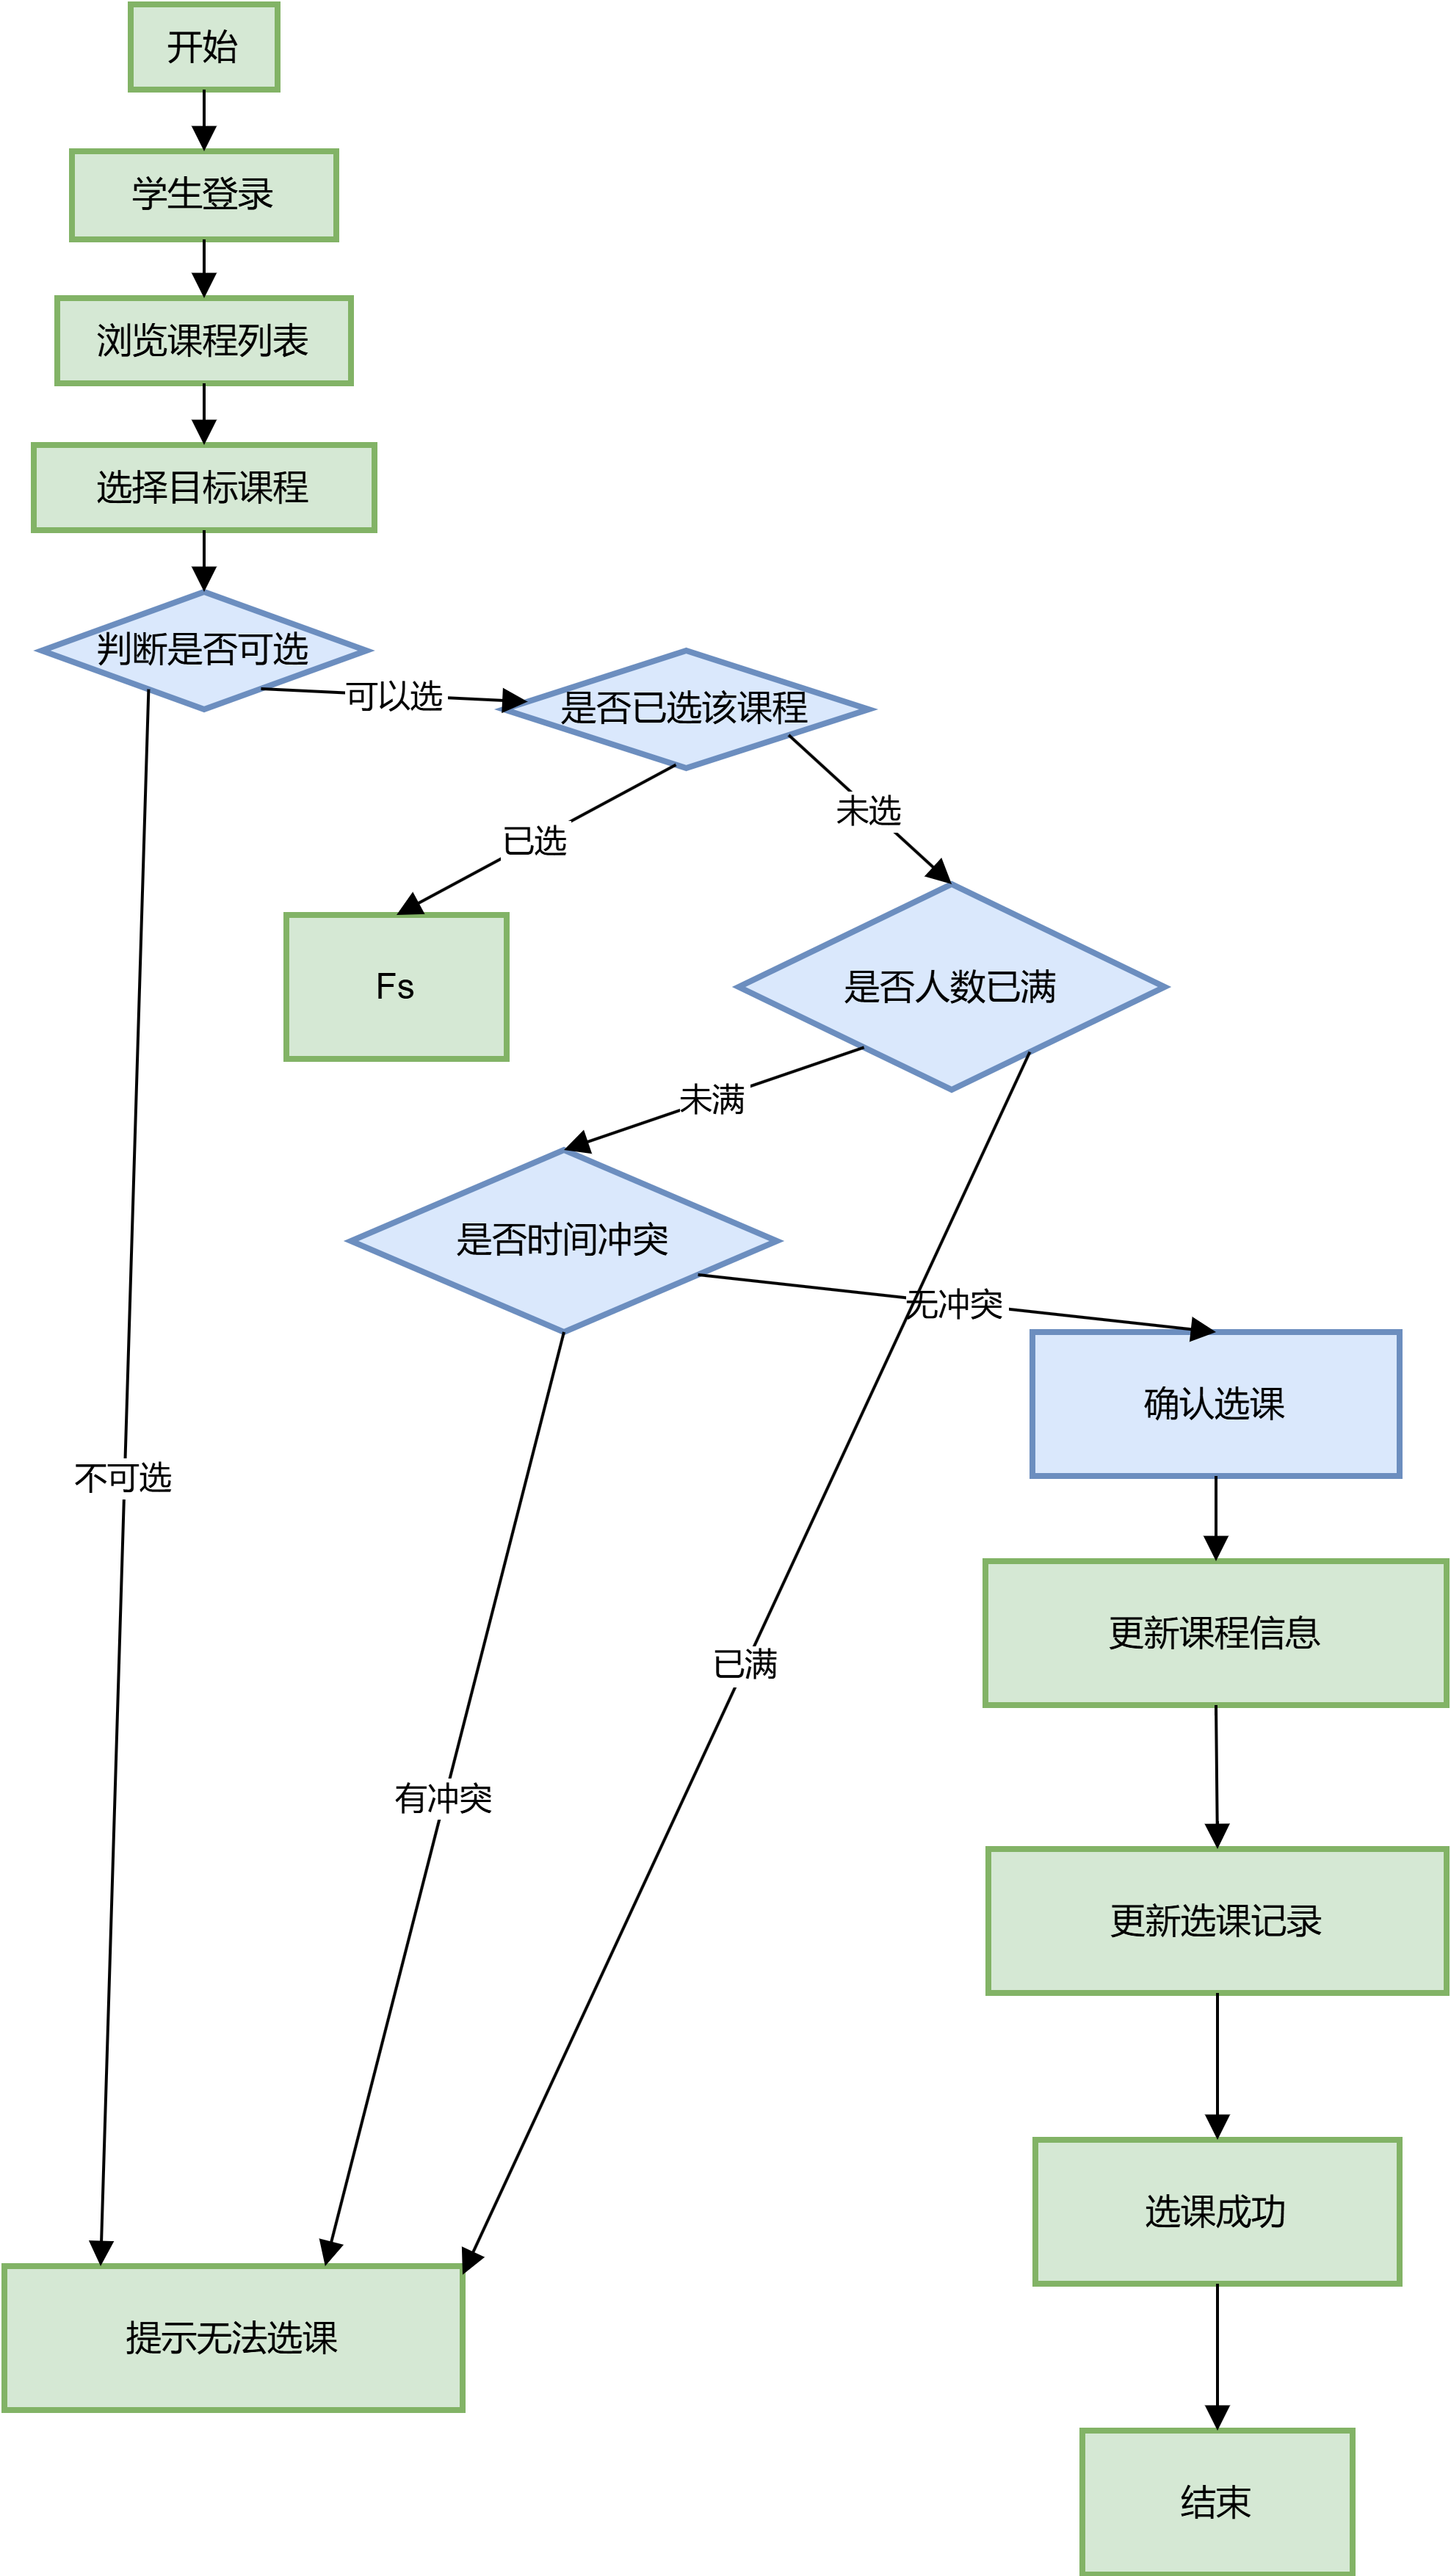 开始
学生登录
浏览课程列表
选择目标课程
判断是否可选
可以选
是否已选该课程
未选
已选
Fs
是否人数已满
未满
是否时间冲突
无冲突
确认选课
不可选
更新课程信息
已满
有冲突
更新选课记录
选课成功
提示无法选课
结束